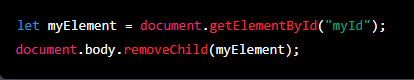 let myElement = document.getElementById("myId");
document.body.removeChild(myElement);